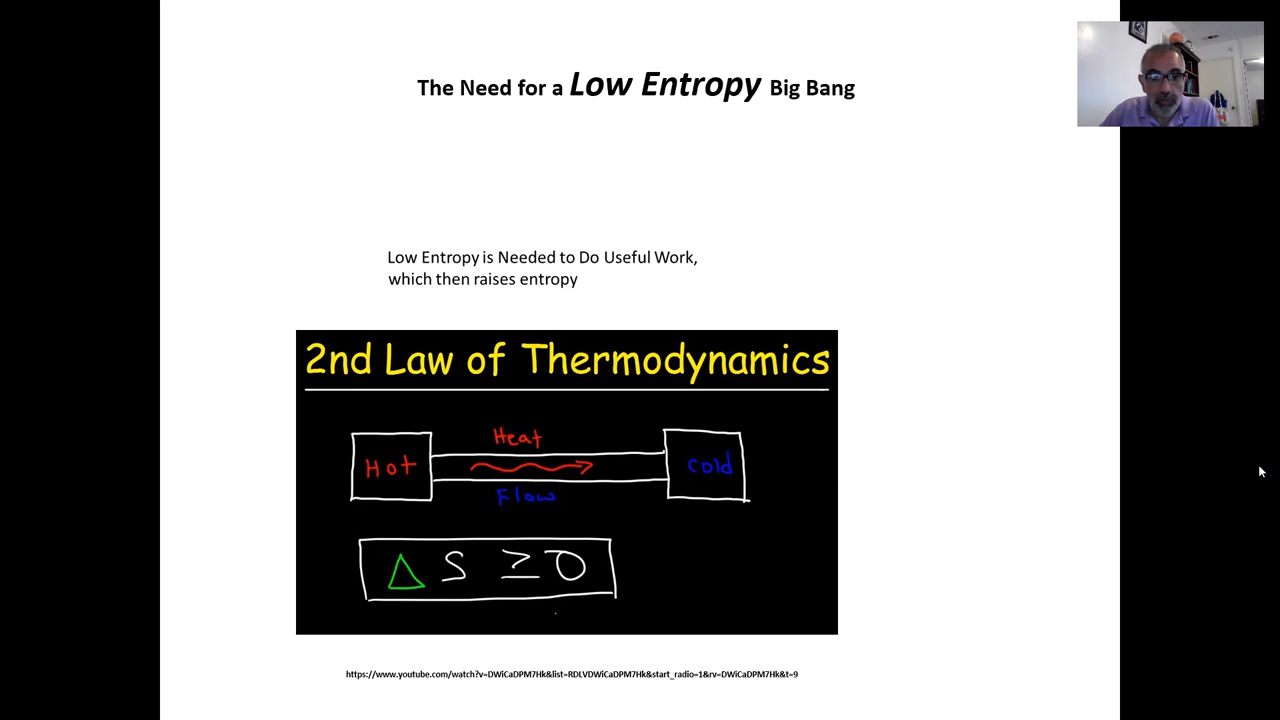 The Need for a Low Entropy Big Bang
Low Entropy is Needed to Do Useful Work,
which then raises entropy
2nd Law of Thermodynamics
Heat
Hot
Cold
Flow
Δ S ≥ 0
https://www.youtube.com/watch?v=DWiCaDPM7Hk&list=RDLVDWiCaDPM7Hk&start_radio=1&rv=DWiCaDPM7Hk&t=9